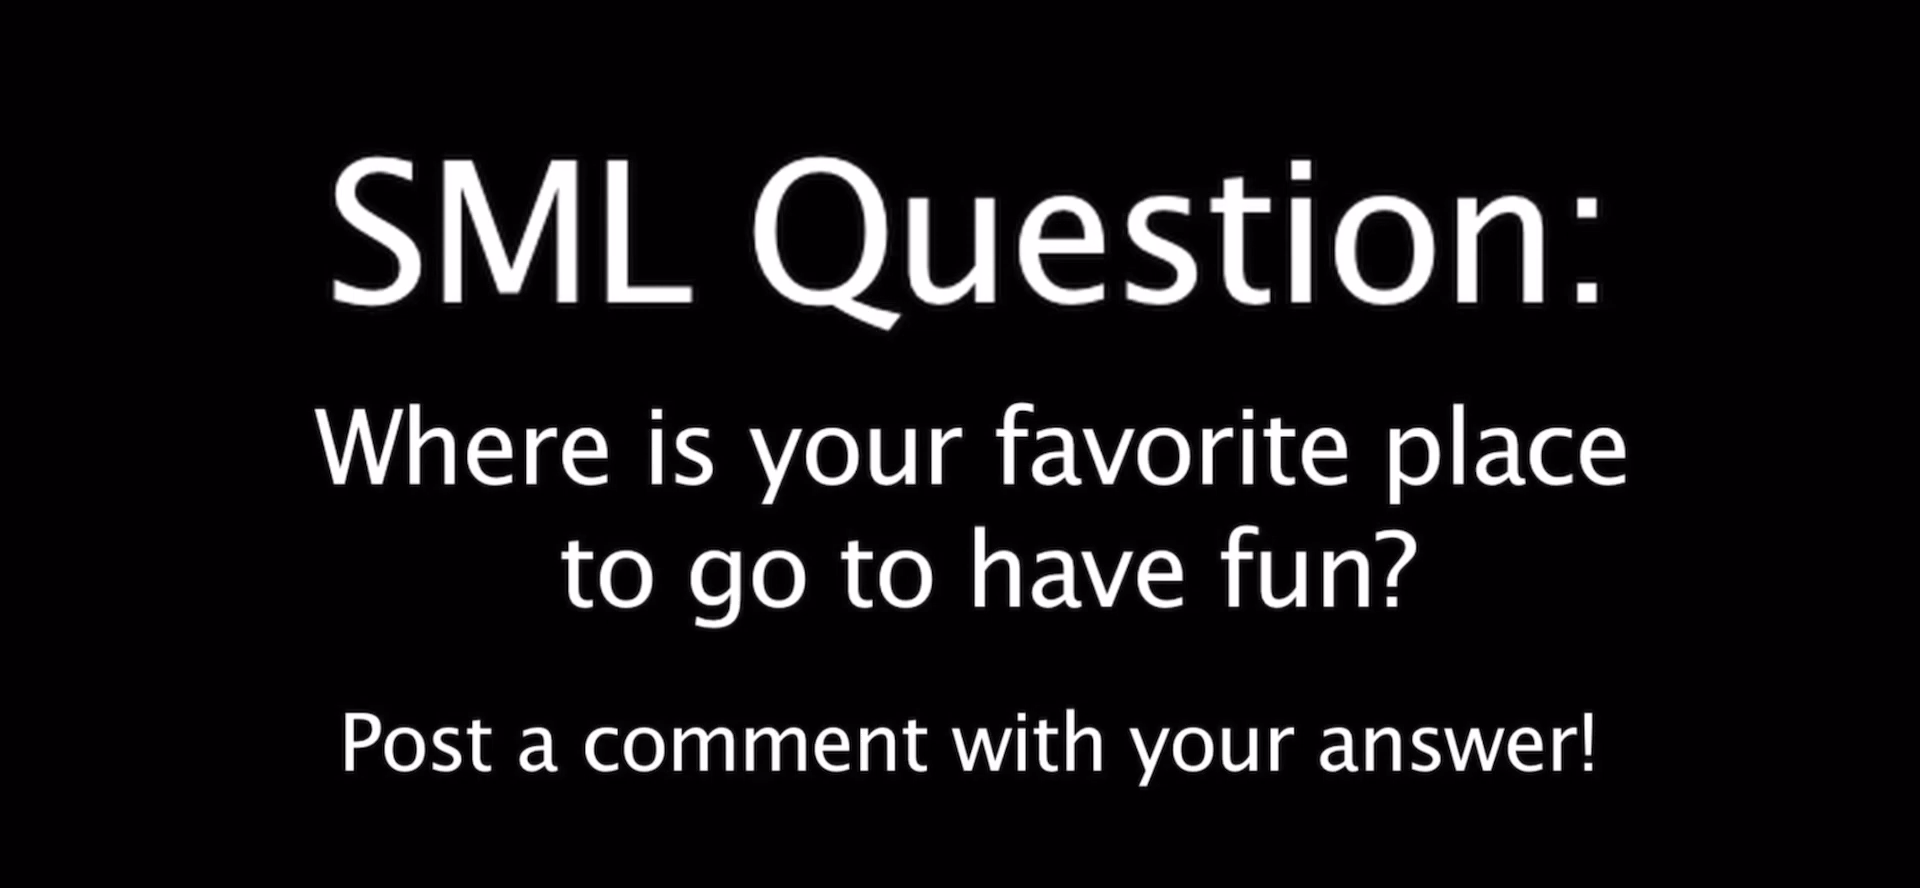 SML Question:
Where is your favorite place
to go to have fun?
Post a comment with your answer!